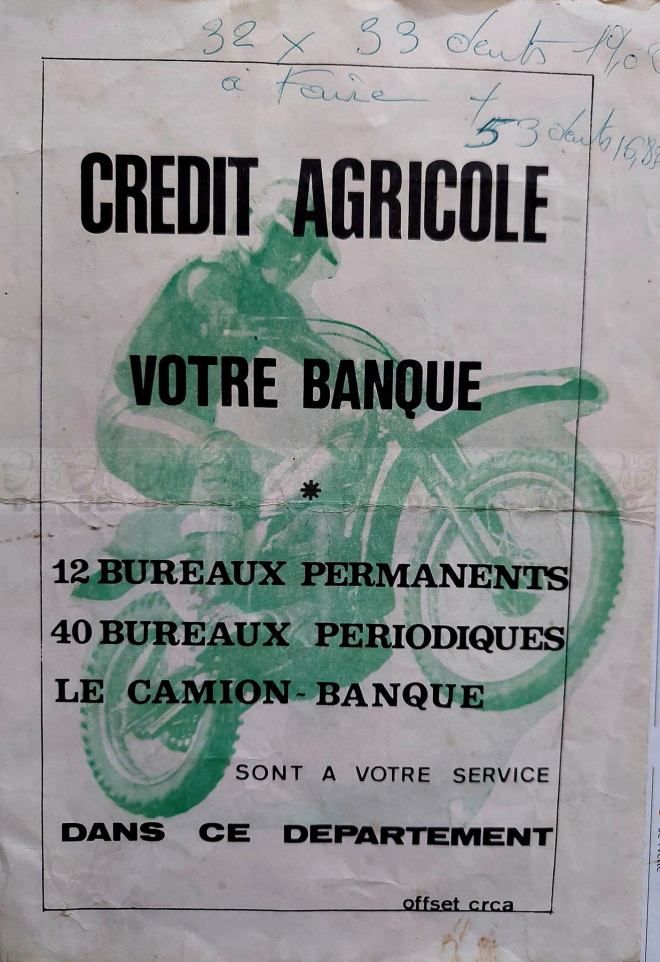 32 x 33 dents
à Faire +
53 dents
CREDIT AGRICOLE
VOTRE BANQUE
*
12 BUREAUX PERMANENTS
40 BUREAUX PERIODIQUES
LE CAMION-BANQUE
SONT A VOTRE SERVICE
DANS CE DEPARTEMENT
offset crca